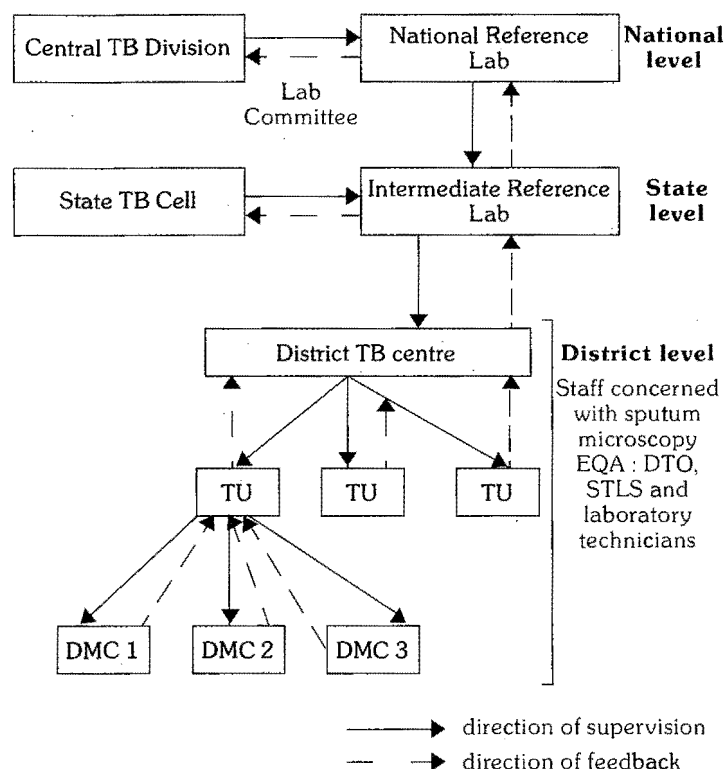 Central TB Division
National Reference
Lab
National
level
Lab
Committee
State TB Cell
Intermediate Reference
Lab
State
level
District TB centre
District level
Staff concerned
with sputum
microscopy
EQA : DTO,
STLS and
laboratory
technicians
TU
TU
TU
DMC 1
DMC 2
DMC 3
direction of supervision
direction of feedback